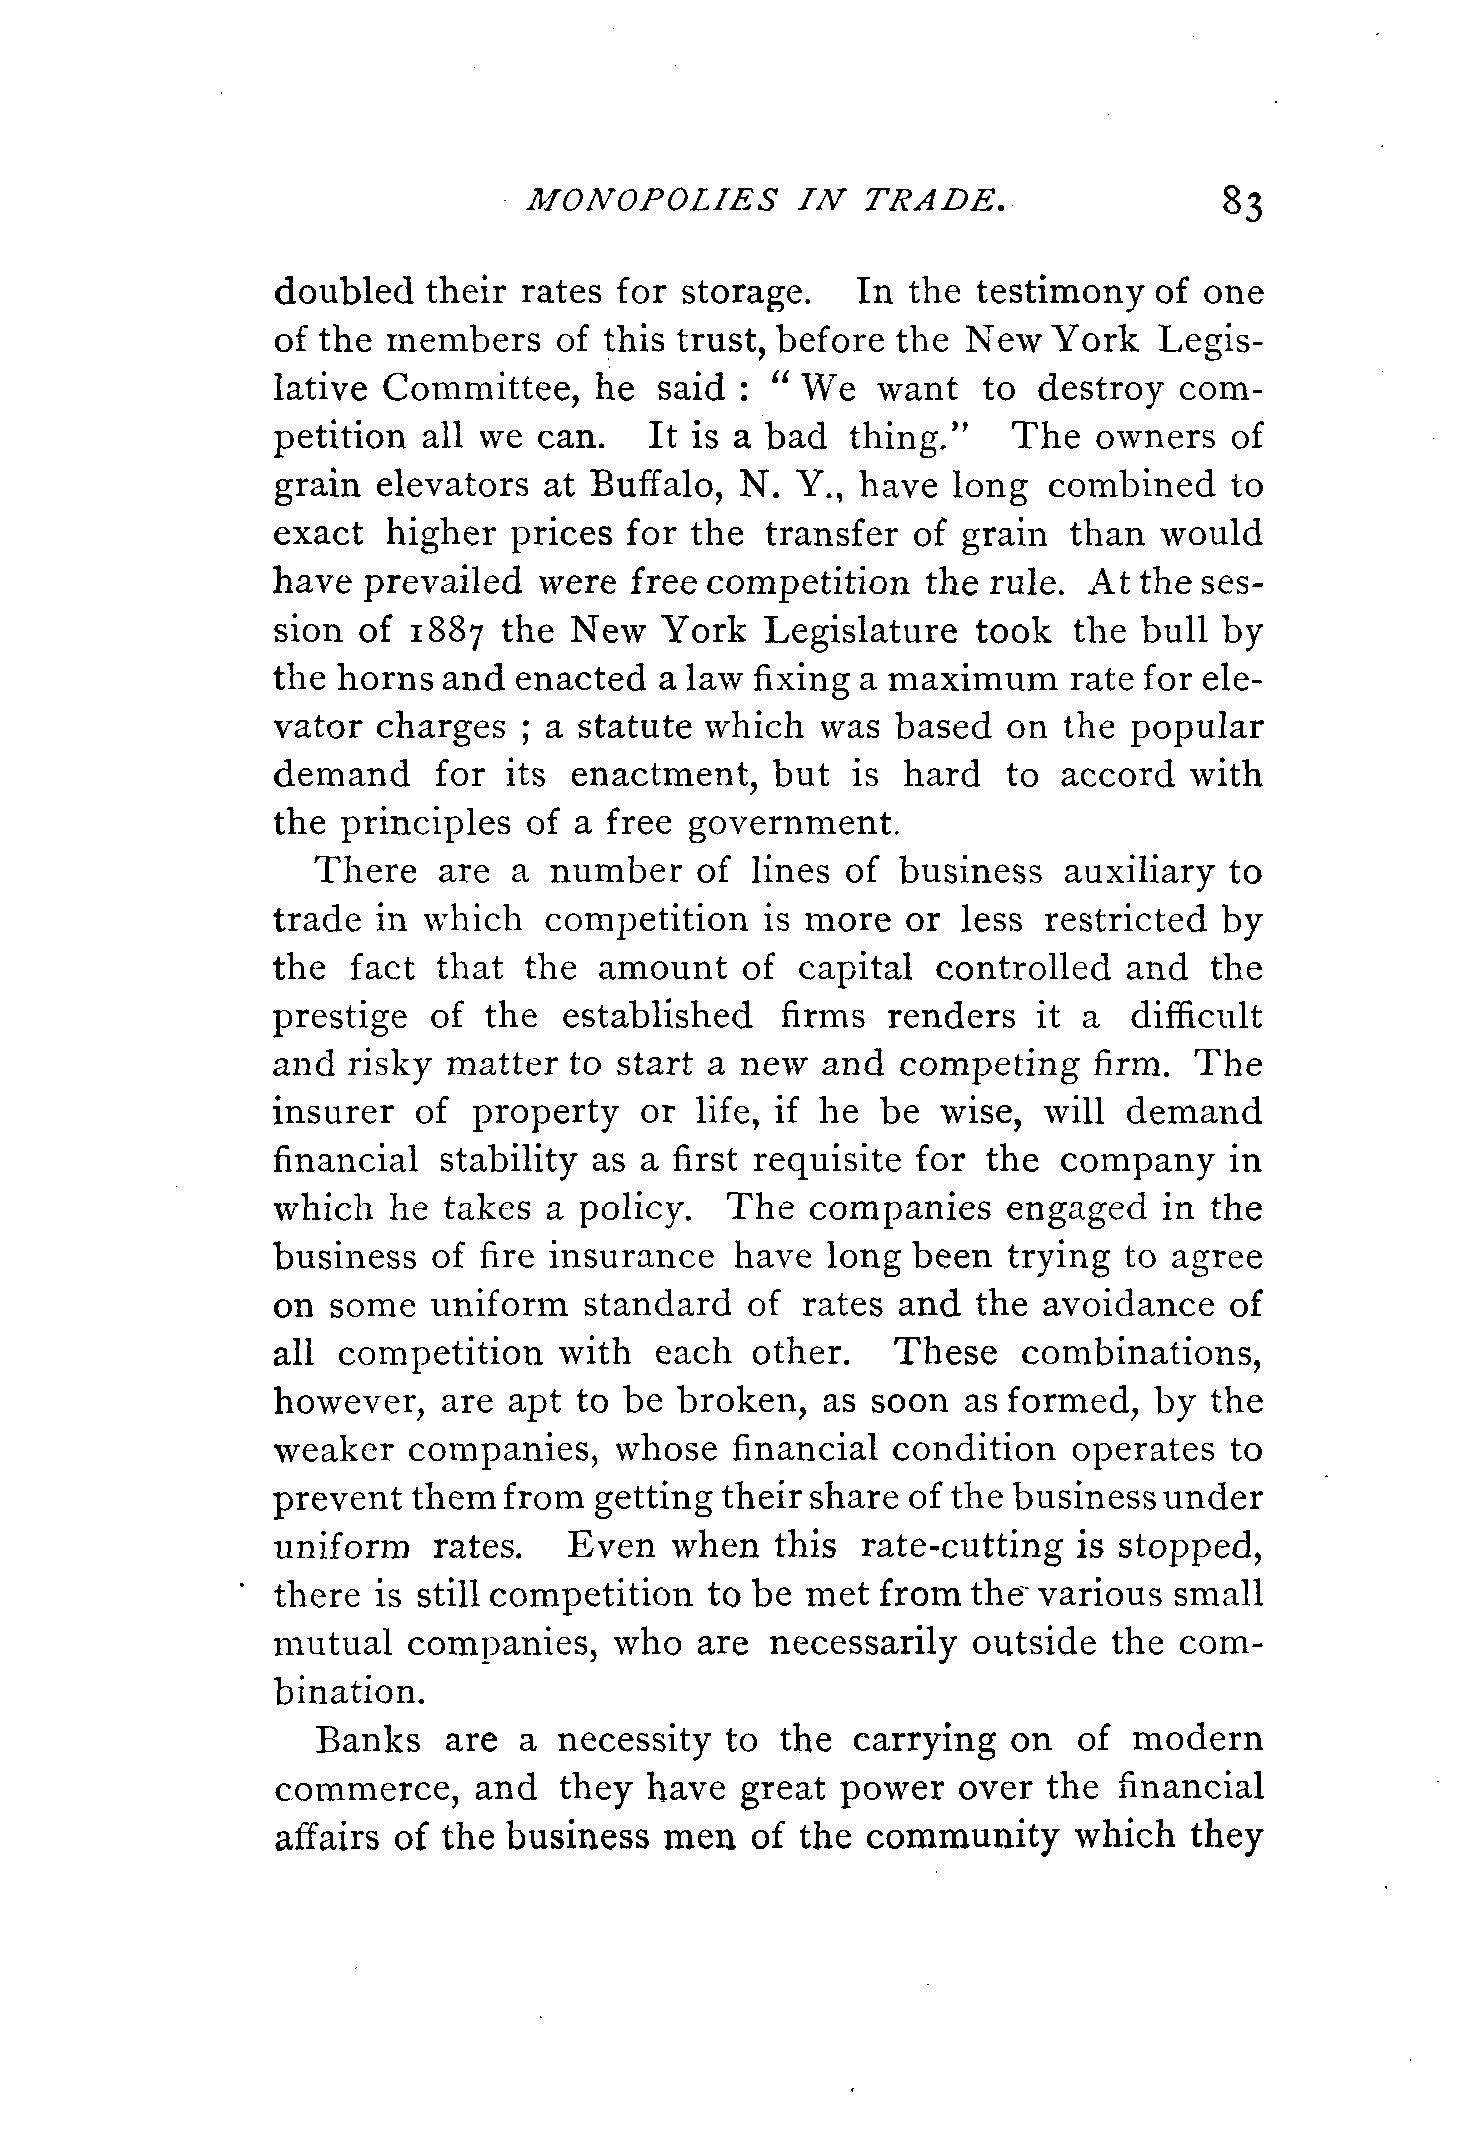 MONOPOLIES IN TRADE. 83
doubled their rates for storage. In the testimony of one
of the members of this trust, before the New York Legis-
lative Committee, he said : “ We want to destroy com-
petition all we can. It is a bad thing.” The owners of
grain elevators at Buffalo, N. Y., have long combined to
exact higher prices for the transfer of grain than would
have prevailed were free competition the rule. At the ses-
sion of 1887 the New York Legislature took the bull by
the horns and enacted a law fixing a maximum rate for ele-
vator charges ; a statute which was based on the popular
demand for its enactment, but is hard to accord with
the principles of a free government.
There are a number of lines of business auxiliary to
trade in which competition is more or less restricted by
the fact that the amount of capital controlled and the
prestige of the established firms renders it a difficult
and risky matter to start a new and competing firm. The
insurer of property or life, if he be wise, will demand
financial stability as a first requisite for the company in
which he takes a policy. The companies engaged in the
business of fire insurance have long been trying to agree
on some uniform standard of rates and the avoidance of
all competition with each other. These combinations,
however, are apt to be broken, as soon as formed, by the
weaker companies, whose financial condition operates to
prevent them from getting their share of the business under
uniform rates. Even when this rate-cutting is stopped,
there is still competition to be met from the various small
mutual companies, who are necessarily outside the com-
bination.
Banks are a necessity to the carrying on of modern
commerce, and they have great power over the financial
affairs of the business men of the community which they